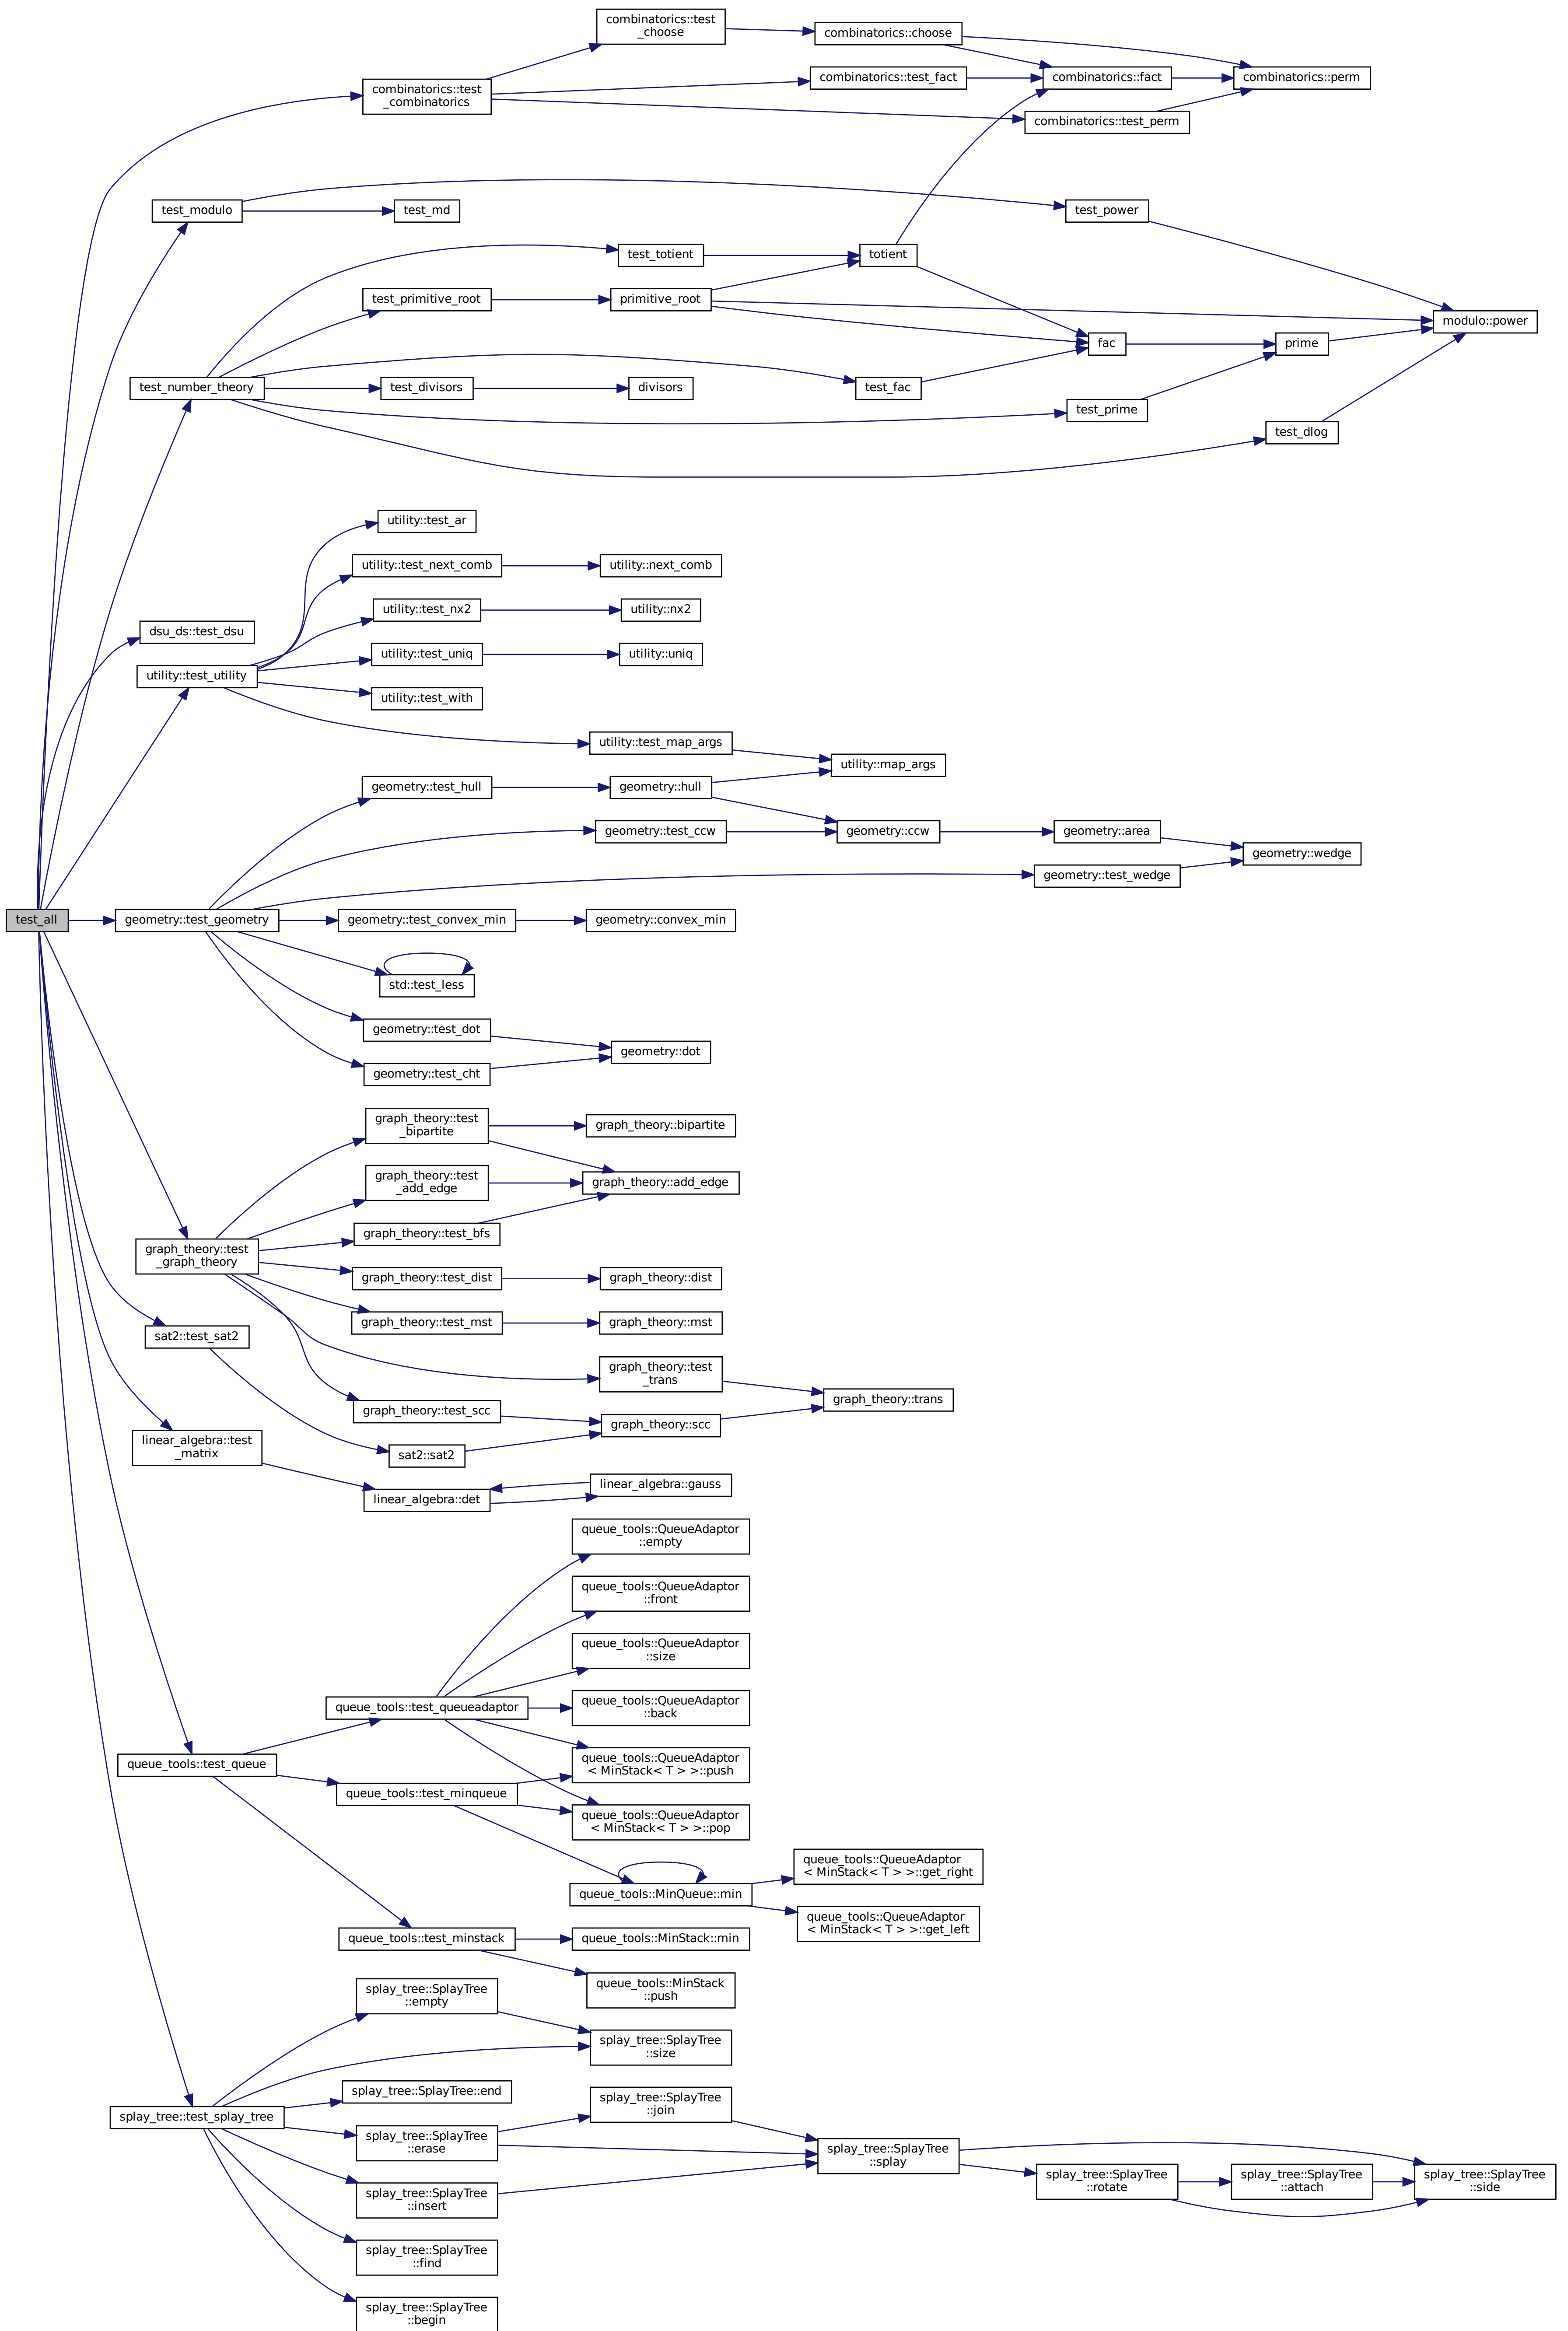 combinatorics::test
_choose
combinatorics::choose
combinatorics::test
_combinatorics
combinatorics::test_fact
combinatorics::fact
combinatorics::perm
combinatorics::test_perm
test_modulo
test_md
test_power
test_totient
totient
test_primitive_root
primitive_root
modulo::power
fac
prime
test_number_theory
test_divisors
divisors
test_fac
test_prime
test_dlog
utility::test_ar
utility::test_next_comb
utility::next_comb
utility::test_nx2
utility::nx2
dsu_ds::test_dsu
utility::test_uniq
utility::uniq
utility::test_utility
utility::test_with
utility::test_map_args
utility::map_args
geometry::test_hull
geometry::hull
geometry::test_ccw
geometry::ccw
geometry::area
geometry::wedge
geometry::test_wedge
test_all
geometry::test_geometry
geometry::test_convex_min
geometry::convex_min
std::test_less
geometry::test_dot
geometry::dot
geometry::test_cht
graph_theory::test
_bipartite
graph_theory::bipartite
graph_theory::test
_add_edge
graph_theory::add_edge
graph_theory::test_bfs
graph_theory::test
_graph_theory
graph_theory::test_dist
graph_theory::dist
graph_theory::test_mst
graph_theory::mst
sat2::test_sat2
graph_theory::test
_trans
graph_theory::trans
graph_theory::test_scc
graph_theory::scc
linear_algebra::test
_matrix
sat2::sat2
linear_algebra::gauss
linear_algebra::det
queue_tools::QueueAdaptor
::empty
queue_tools::QueueAdaptor
::front
queue_tools::QueueAdaptor
::size
queue_tools::test_queueadaptor
queue_tools::QueueAdaptor
::back
queue_tools::test_queue
queue_tools::QueueAdaptor
< MinStack< T > >::push
queue_tools::test_minqueue
queue_tools::QueueAdaptor
< MinStack< T > >::pop
queue_tools::QueueAdaptor
< MinStack< T > >::get_right
queue_tools::MinQueue::min
queue_tools::QueueAdaptor
< MinStack< T > >::get_left
queue_tools::test_minstack
queue_tools::MinStack::min
queue_tools::MinStack
::push
splay_tree::SplayTree
::empty
splay_tree::SplayTree
::size
splay_tree::SplayTree::end
splay_tree::SplayTree
::join
splay_tree::test_splay_tree
splay_tree::SplayTree
::erase
splay_tree::SplayTree
::splay
splay_tree::SplayTree
::rotate
splay_tree::SplayTree
::attach
splay_tree::SplayTree
::side
splay_tree::SplayTree
::insert
splay_tree::SplayTree
::find
splay_tree::SplayTree
::begin